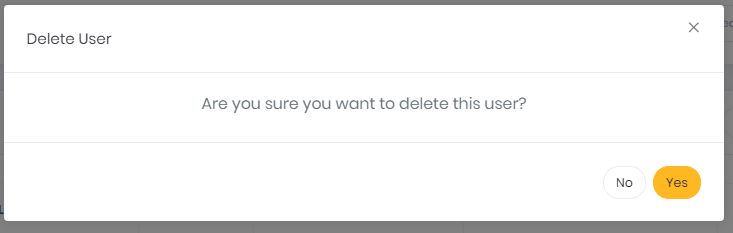 Delete User
Are you sure you want to delete this user?
No
Yes